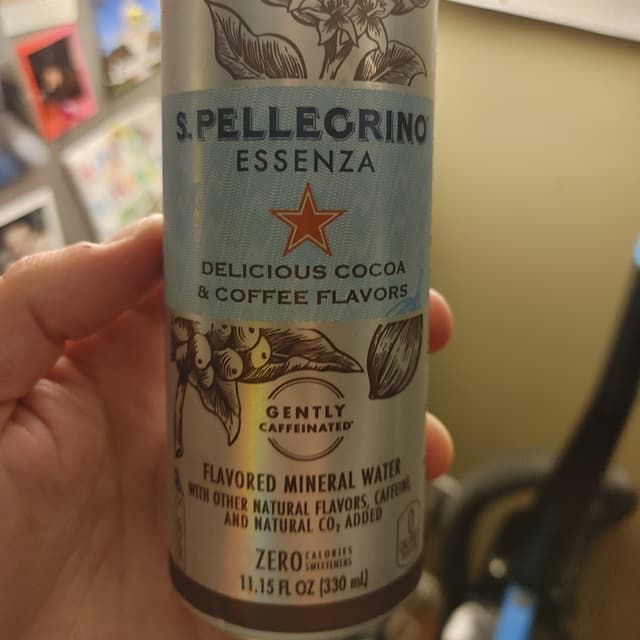 S.PELLEGRINO
ESSENZA
DELICIOUS COCOA
& COFFEE FLAVORS
GENTLY
CAFFEINATED*
FLAVORED MINERAL WATER
WITH OTHER NATURAL FLAVORS, CAFFEINE,
AND NATURAL CO₂ ADDED
ZERO CALORIES
SWEETENERS
11.15 FL OZ (330 mL)